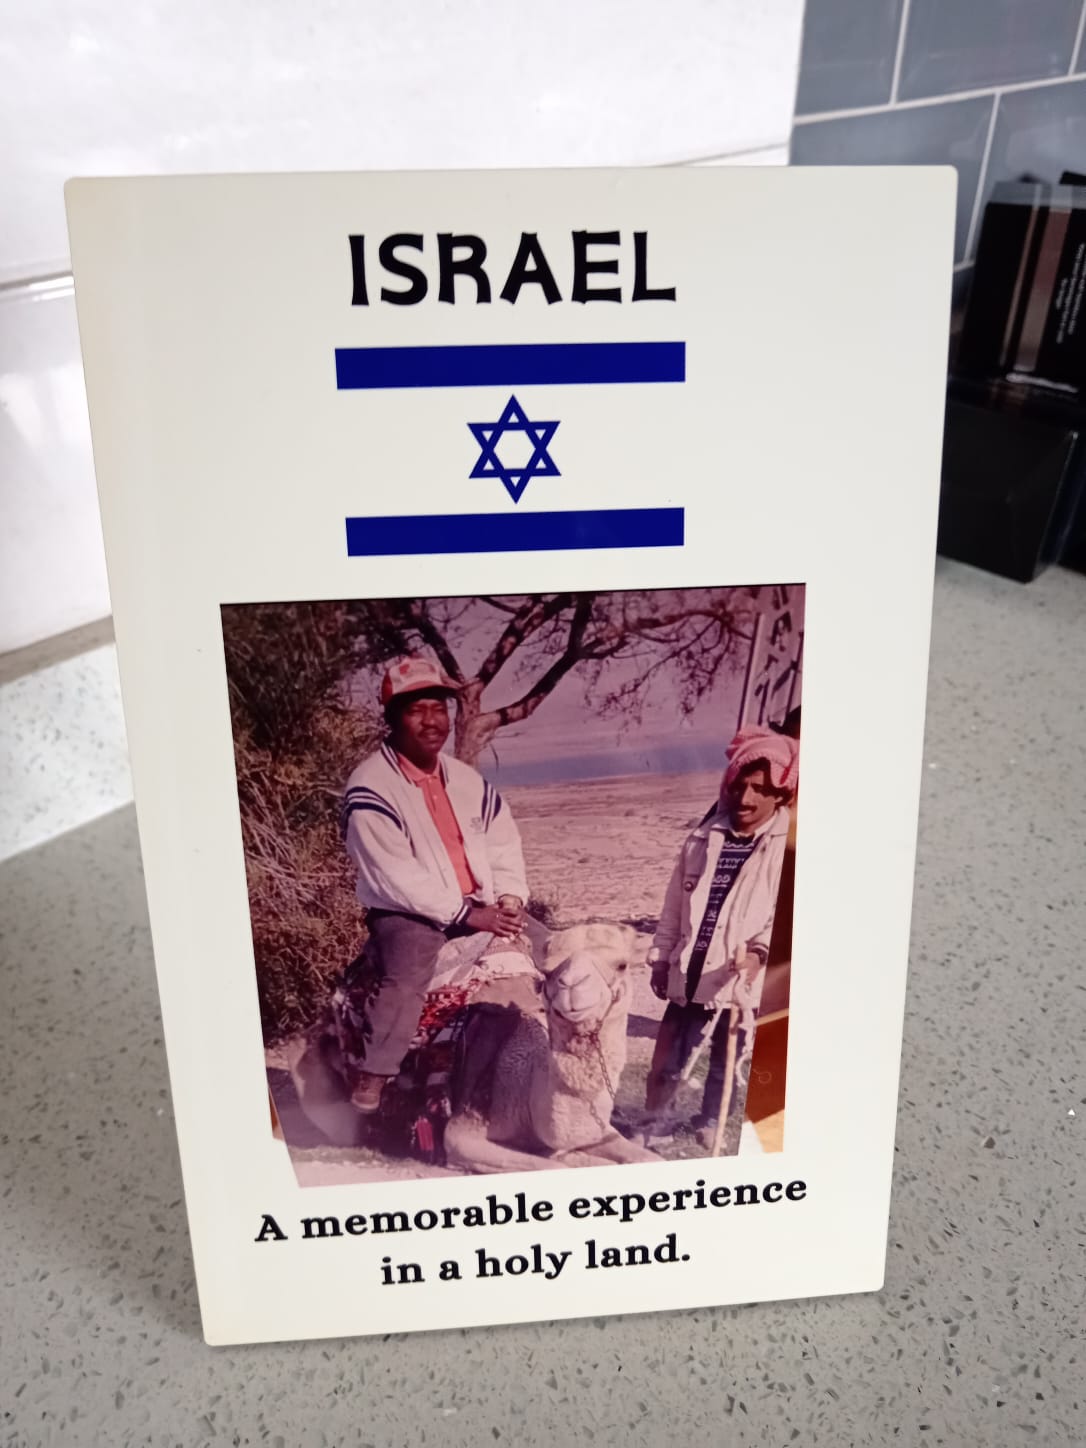 ISRAEL
A memorable experience
in a holy land.